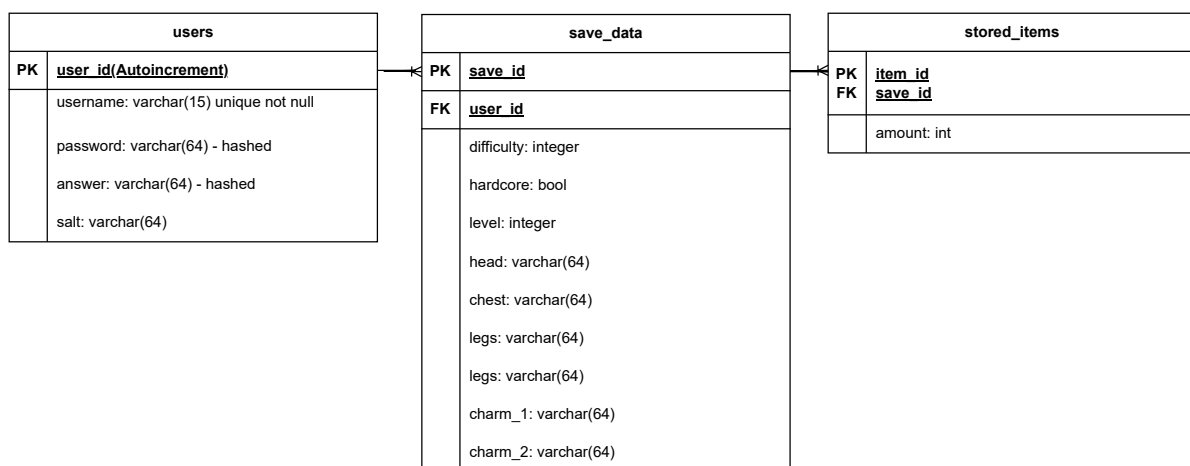 users
PK user_id(Autoincrement)
username: varchar(15) unique not null
password: varchar(64) - hashed
answer: varchar(64) - hashed
salt: varchar(64)
save_data
PK save_id
FK user_id
difficulty: integer
hardcore: bool
level: integer
head: varchar(64)
chest: varchar(64)
legs: varchar(64)
legs: varchar(64)
charm_1: varchar(64)
charm_2: varchar(64)
stored_items
PK item_id
FK save_id
amount: int